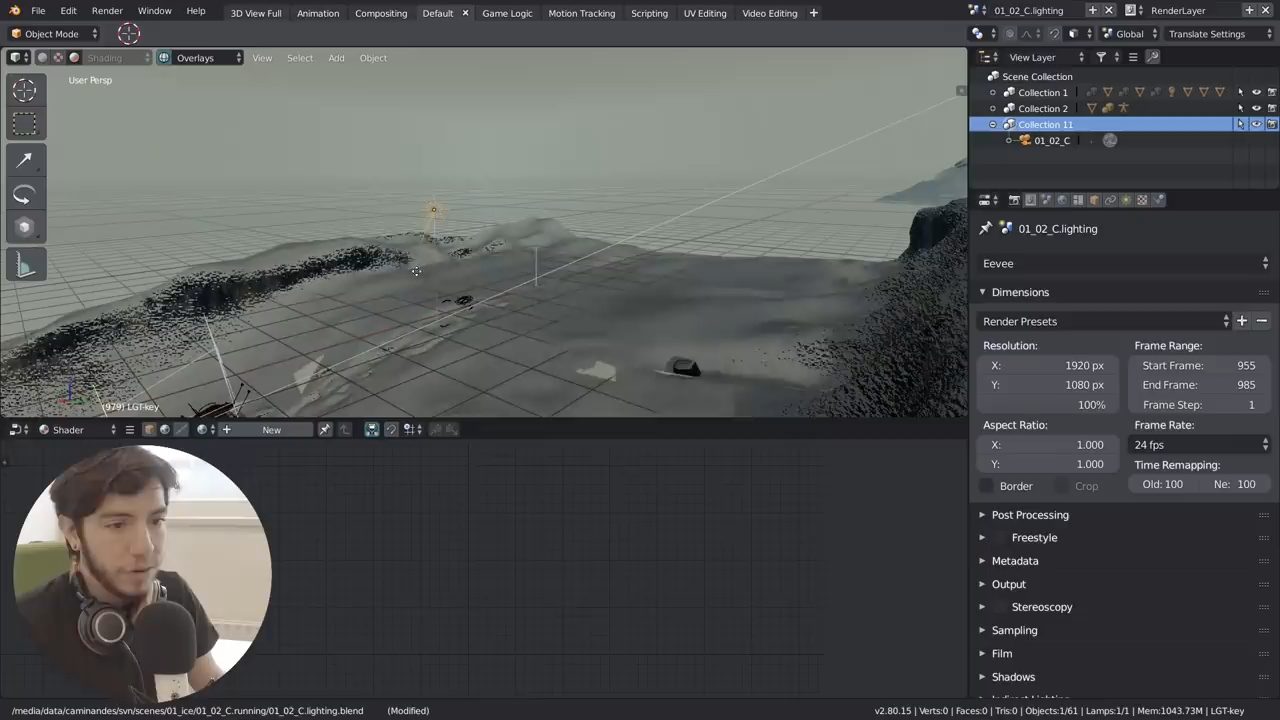 File Edit Render Window Help 3D View Full Animation Compositing Default Game Logic Motion Tracking Scripting UV Editing Video Editing 01_02_C.lighting RenderLayer
Object Mode Global Translate Settings
Shading Overlays View Select Add Object View Layer
User Persp
Scene Collection
Collection 1
Collection 2
Collection 11
01_02_C
01_02_C.lighting
Eevee
Dimensions
Render Presets
Resolution: Frame Range:
X: 1920 px Start Frame: 955
Y: 1080 px End Frame: 985
100% Frame Step: 1
Aspect Ratio: Frame Rate:
X: 1.000 24 fps
Y: 1.000 Time Remapping:
Border Crop Old: 100 Ne: 100
(979) LGT-key
Shader New
Post Processing
Freestyle
Metadata
Output
Stereoscopy
Sampling
Film
Shadows
/media/data/caminandes/svn/scenes/01_ice/01_02_C.running/01_02_C.lighting.blend (Modified) v2.80.15 | Verts:0 | Faces:0 | Tris:0 | Objects:1/61 | Lamps:1/1 | Mem:1043.73M | LGT-key